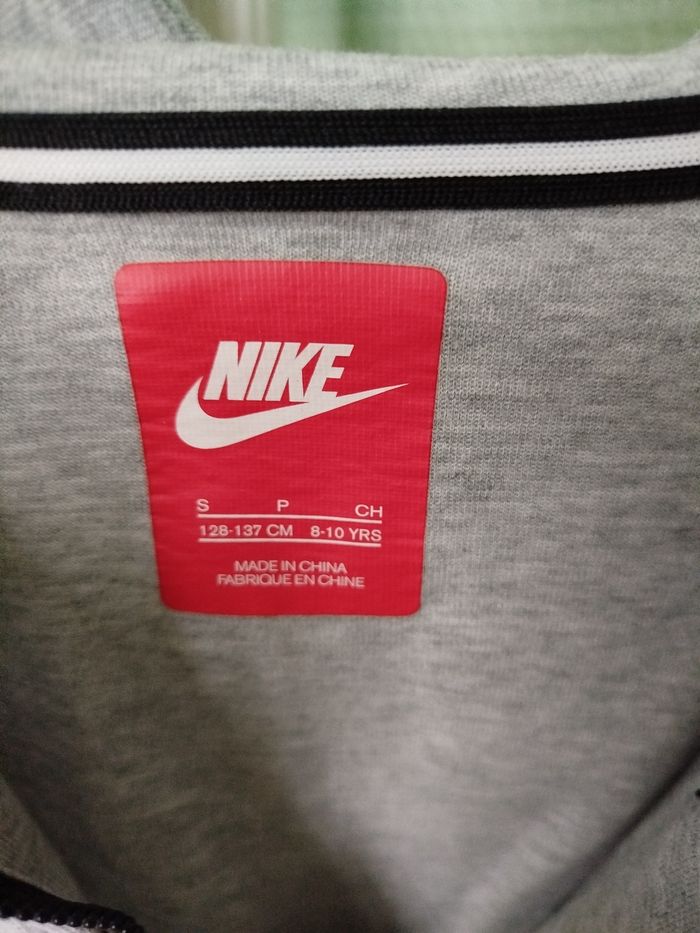 NIKE
S P CH
128-137 CM 8-10 YRS
MADE IN CHINA
FABRIQUE EN CHINE